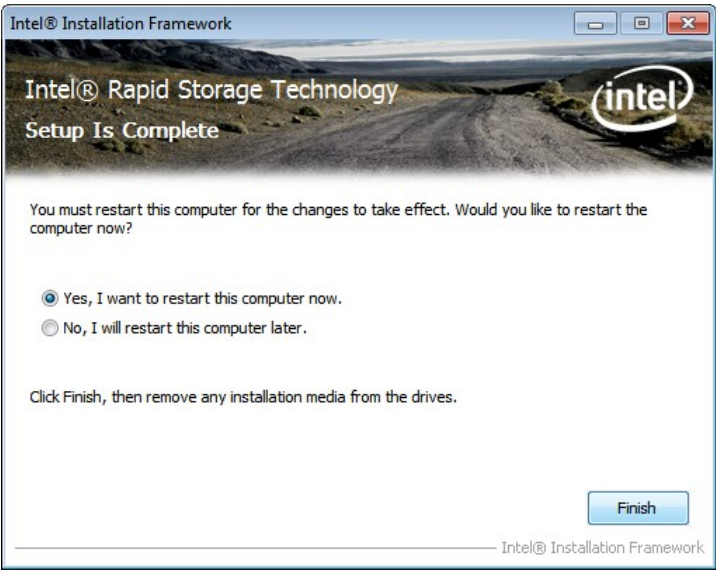 Intel® Installation Framework
Intel® Rapid Storage Technology
Setup Is Complete
intel
You must restart this computer for the changes to take effect. Would you like to restart the
computer now?
Yes, I want to restart this computer now.
No, I will restart this computer later.
Click Finish, then remove any installation media from the drives.
Finish
Intel® Installation Framework